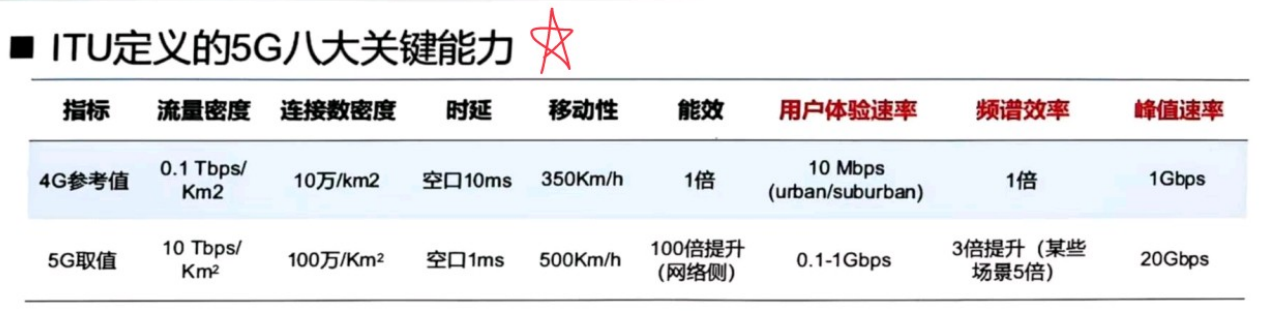 ■ ITU定义的5G八大关键能力
指标 流量密度 连接数密度 时延 移动性 能效 用户体验速率 频谱效率 峰值速率
4G参考值 0.1 Tbps/Km2 10万/km2 空口10ms 350Km/h 1倍 10 Mbps (urban/suburban) 1倍 1Gbps
5G取值 10 Tbps/Km² 100万/Km² 空口1ms 500Km/h 100倍提升 (网络侧) 0.1-1Gbps 3倍提升（某些场景5倍） 20Gbps